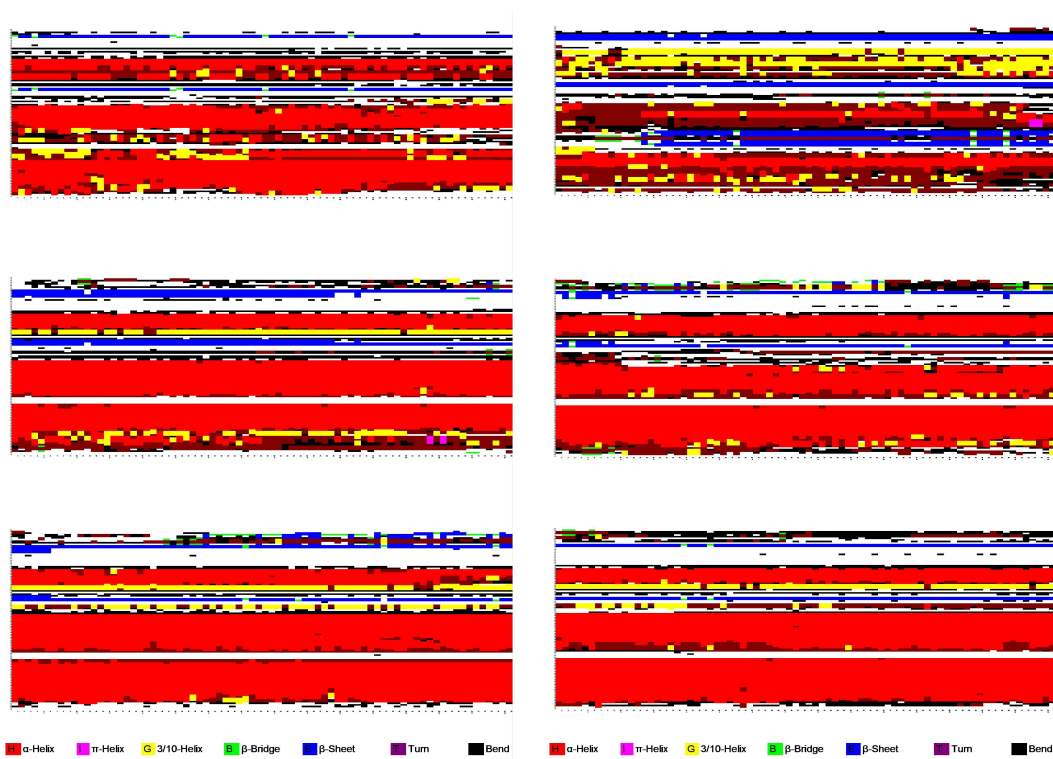 H α-Helix I π-Helix G 3/10-Helix B β-Bridge E β-Sheet T Turn Bend
H α-Helix I π-Helix G 3/10-Helix B β-Bridge E β-Sheet T Turn Bend